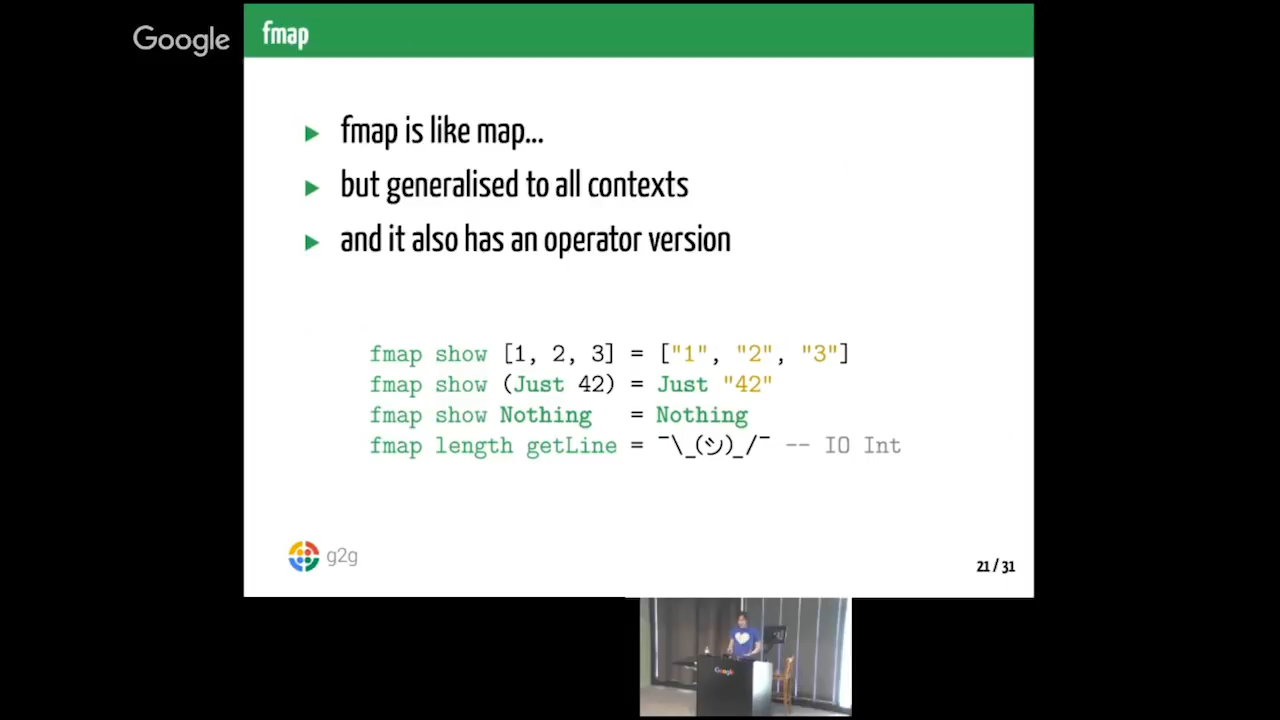 Google
fmap
fmap is like map...
but generalised to all contexts
and it also has an operator version
fmap show [1, 2, 3] = ["1", "2", "3"]
fmap show (Just 42) = Just "42"
fmap show Nothing = Nothing
fmap length getLine = ¯\_(ツ)_/¯ -- IO Int
g2g
21 / 31
Google